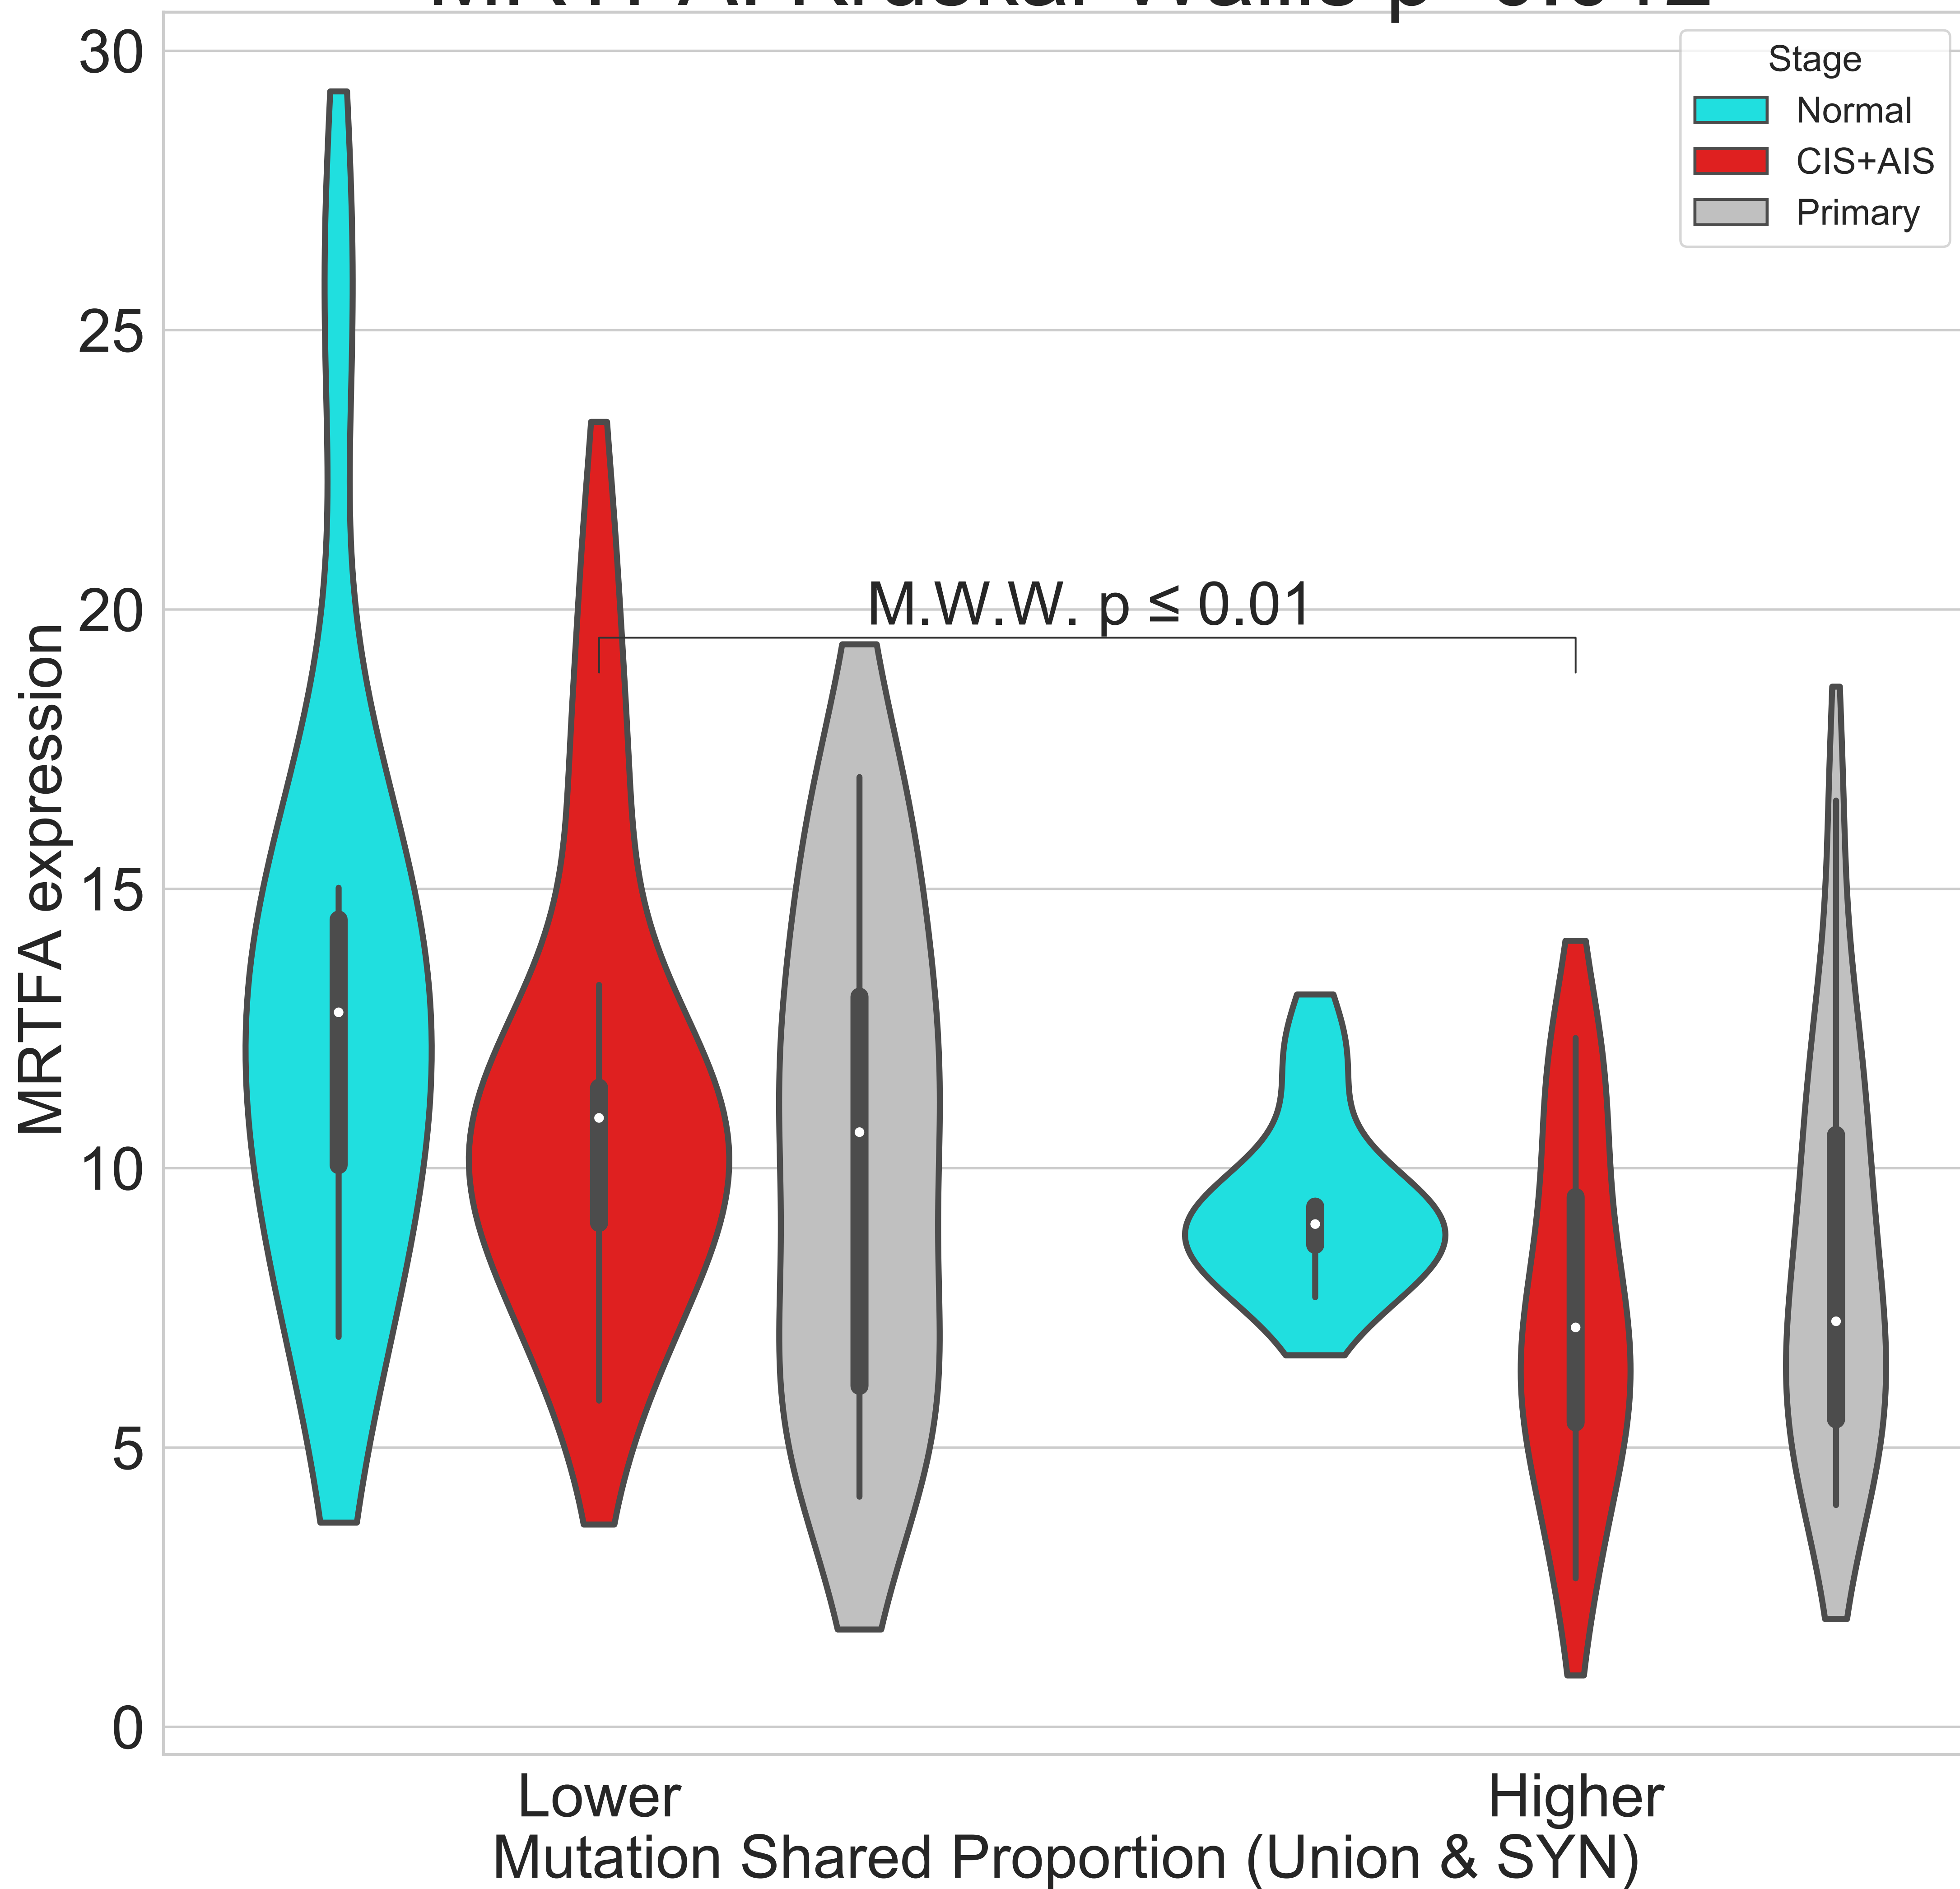 30
25
20
15
10
5
0
MRTFA expression
Stage
Normal
CIS+AIS
Primary
M.W.W. p ≤ 0.01
Lower
Higher
Mutation Shared Proportion (Union & SYN)